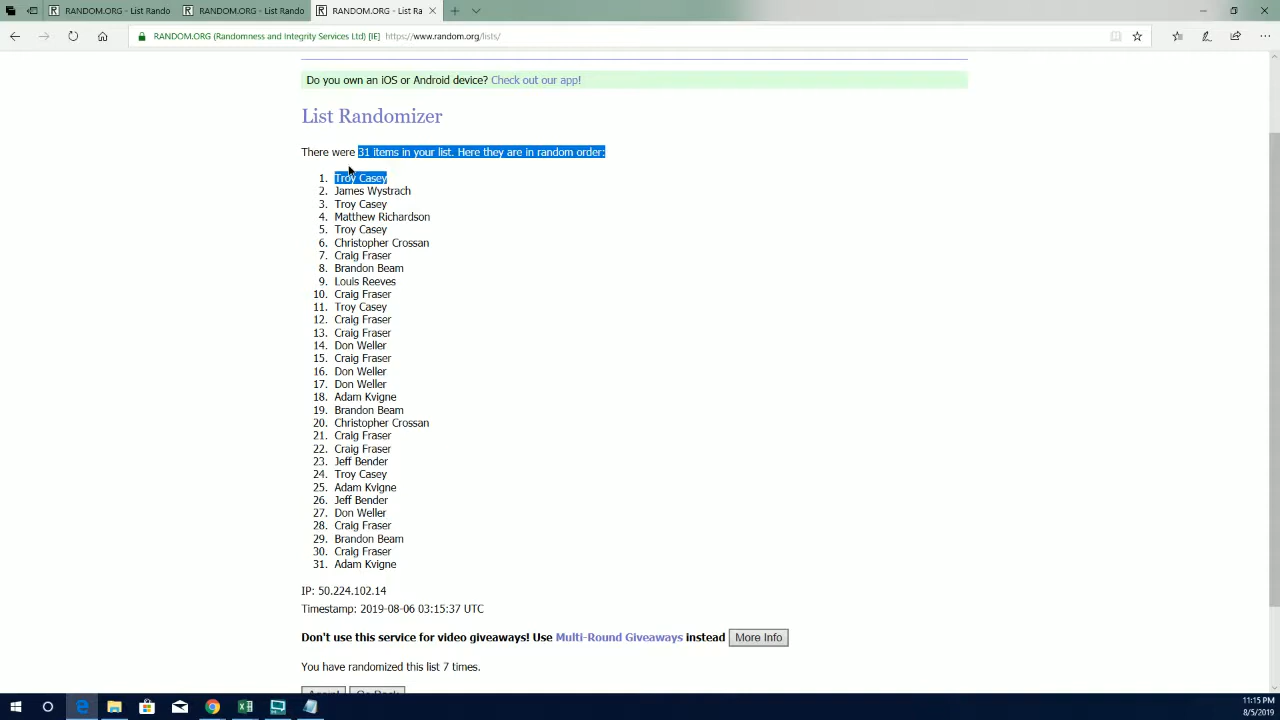 RANDOM.ORG - List Rando
RANDOM.ORG - List Rando
RANDOM.ORG - List Ra
RANDOM.ORG (Randomness and Integrity Services Ltd) [IE] https://www.random.org/lists/
Do you own an iOS or Android device? Check out our app!
List Randomizer
There were 31 items in your list. Here they are in random order:
1. Troy Casey
2. James Wystrach
3. Troy Casey
4. Matthew Richardson
5. Troy Casey
6. Christopher Crossan
7. Craig Fraser
8. Brandon Beam
9. Louis Reeves
10. Craig Fraser
11. Troy Casey
12. Craig Fraser
13. Craig Fraser
14. Don Weller
15. Craig Fraser
16. Don Weller
17. Don Weller
18. Adam Kvigne
19. Brandon Beam
20. Christopher Crossan
21. Craig Fraser
22. Craig Fraser
23. Jeff Bender
24. Troy Casey
25. Adam Kvigne
26. Jeff Bender
27. Don Weller
28. Craig Fraser
29. Brandon Beam
30. Craig Fraser
31. Adam Kvigne
IP: 50.224.102.14
Timestamp: 2019-08-06 03:15:37 UTC
Don't use this service for video giveaways! Use Multi-Round Giveaways instead More Info
You have randomized this list 7 times.
11:15 PM
8/5/2019